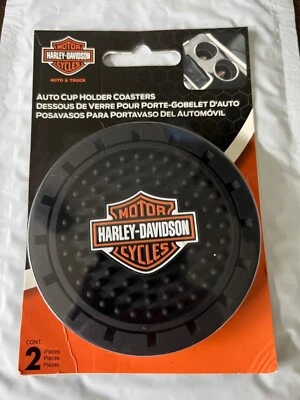 MOTOR
HARLEY-DAVIDSON
CYCLES
AUTO & TRUCK
AUTO CUP HOLDER COASTERS
DESSOUS DE VERRE POUR PORTE-GOBELET D'AUTO
POSAVASOS PARA PORTAVASO DEL AUTOMÓVIL
MOTOR
HARLEY-DAVIDSON
CYCLES
CONT.
2 Pieces
Pièces
Piezas